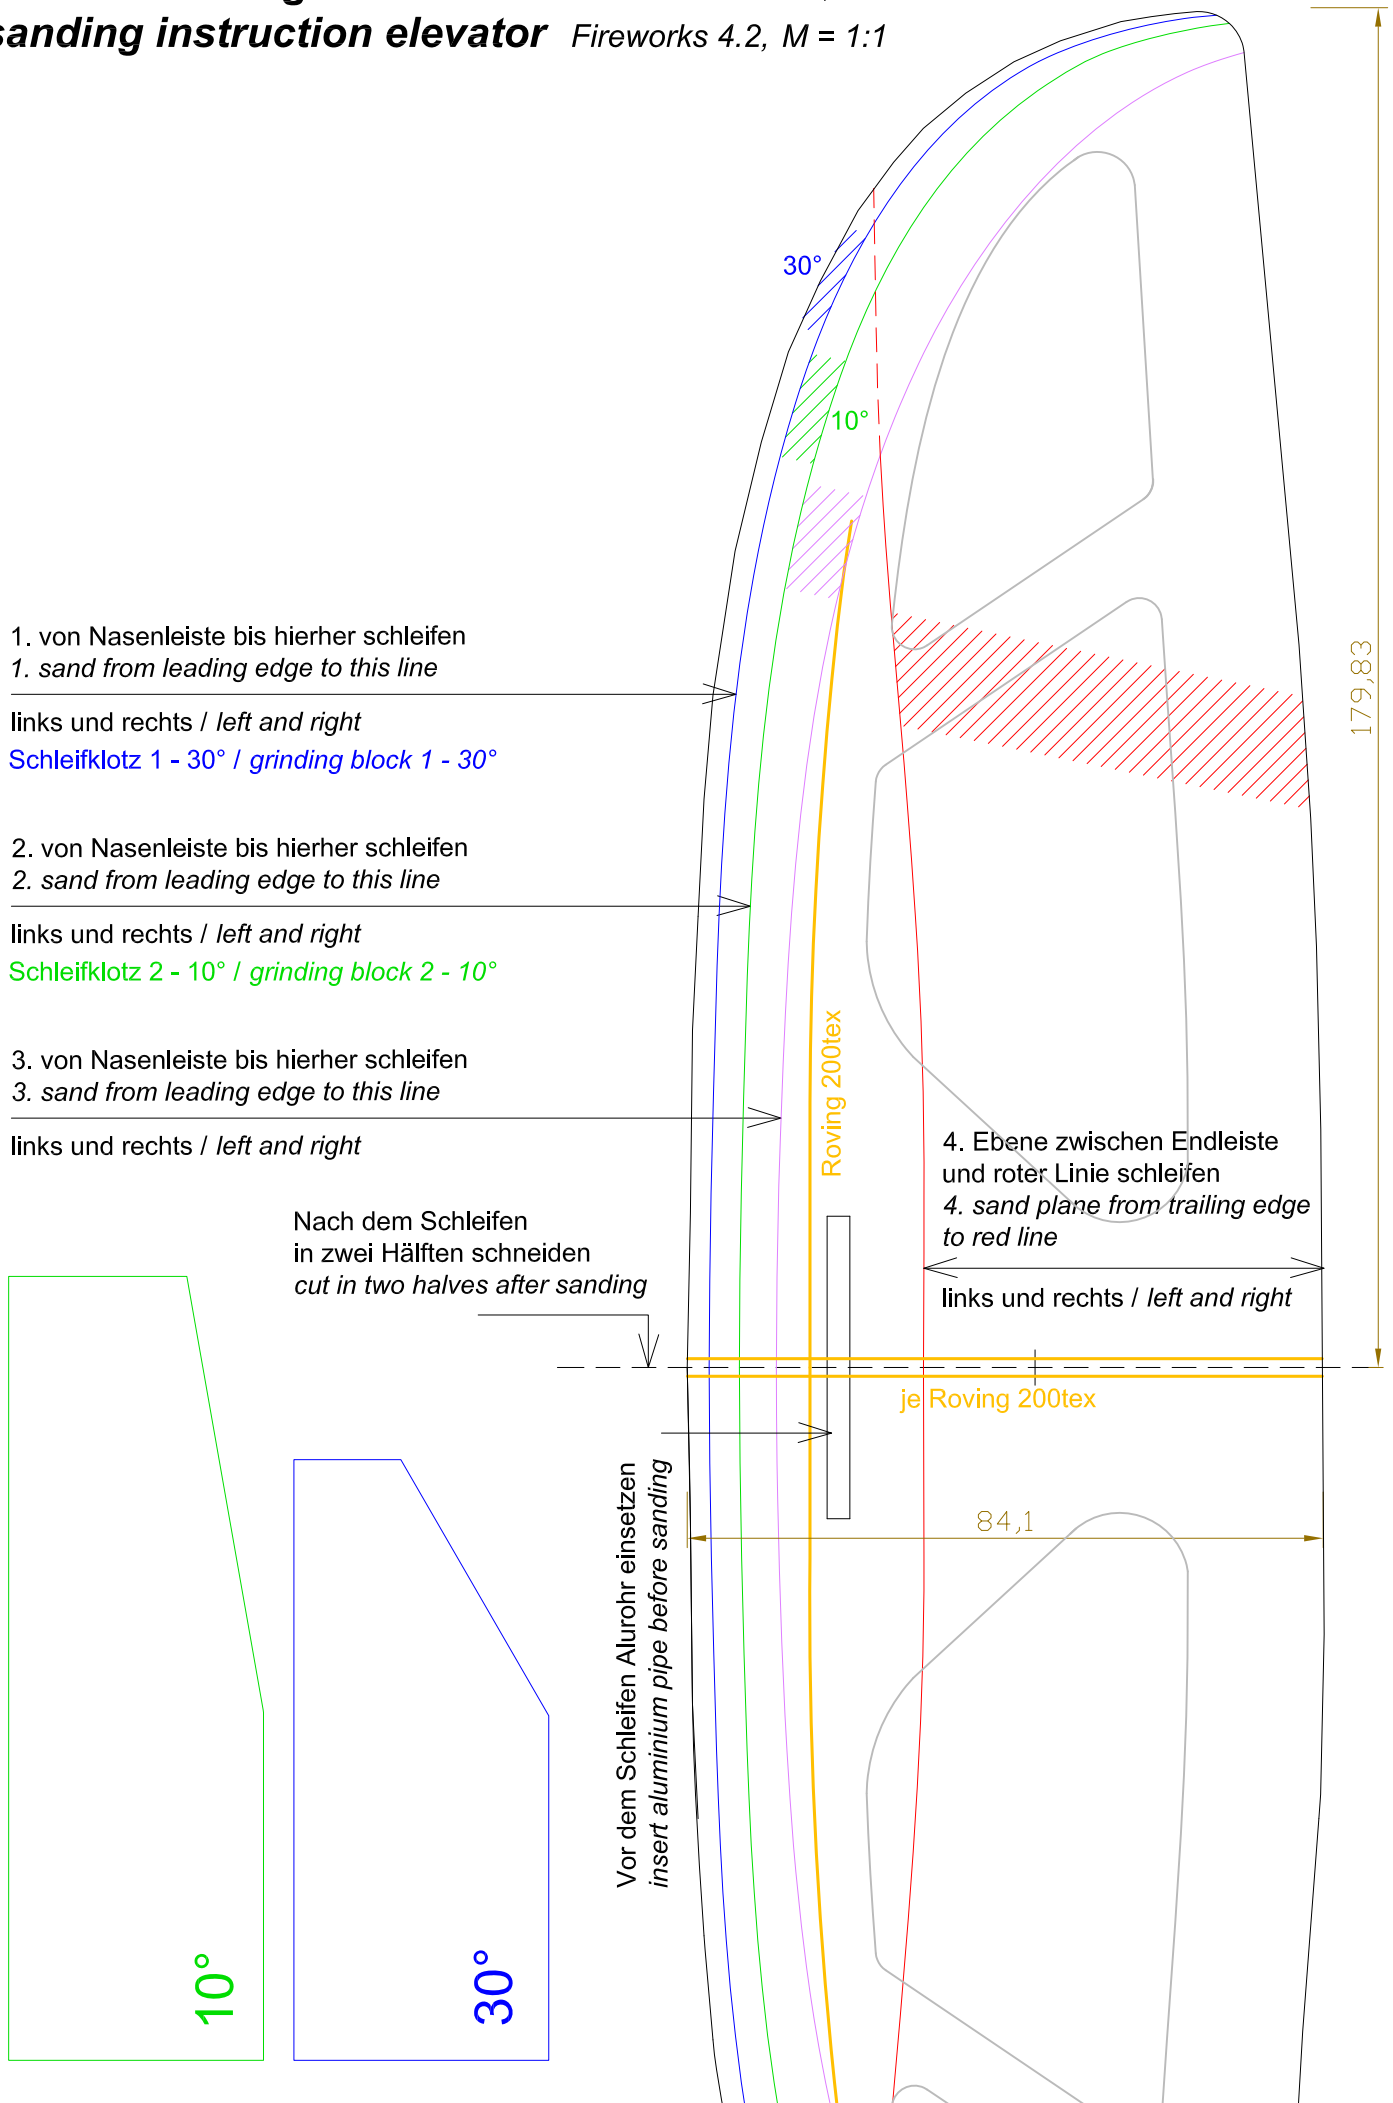 sanding instruction elevator Fireworks 4.2, M = 1:1
30°
10°
179,83
1. von Nasenleiste bis hierher schleifen
1. sand from leading edge to this line
links und rechts / left and right
Schleifklotz 1 - 30° / grinding block 1 - 30°
2. von Nasenleiste bis hierher schleifen
2. sand from leading edge to this line
links und rechts / left and right
Schleifklotz 2 - 10° / grinding block 2 - 10°
3. von Nasenleiste bis hierher schleifen
3. sand from leading edge to this line
links und rechts / left and right
Roving 200tex
4. Ebene zwischen Endleiste
und roter Linie schleifen
4. sand plane from trailing edge
to red line
links und rechts / left and right
Nach dem Schleifen
in zwei Hälften schneiden
cut in two halves after sanding
je Roving 200tex
Vor dem Schleifen Alurohr einsetzen
insert aluminium pipe before sanding
84,1
10°
30°